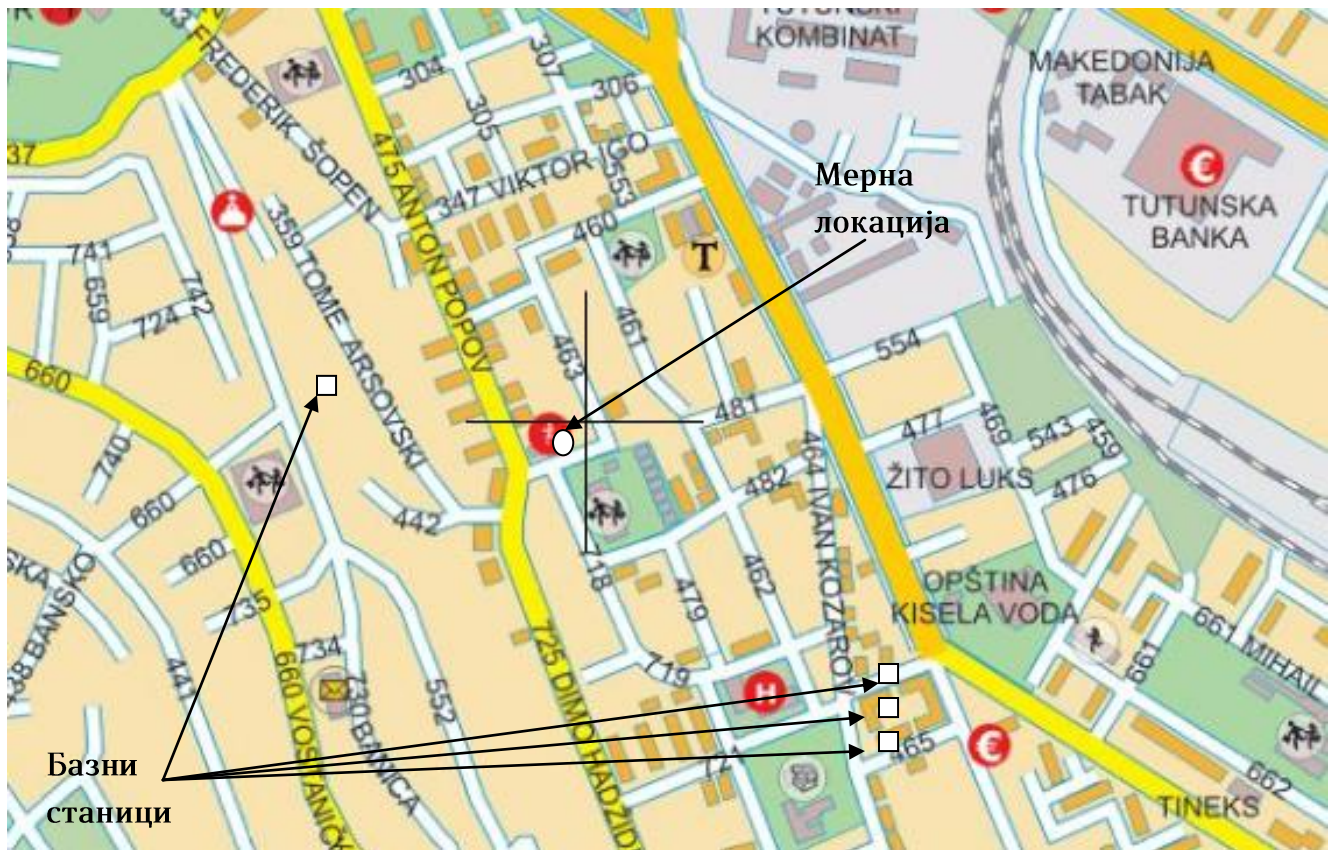 TUTUNSKI
KOMBINAT
MAKEDONIJA
TABAK
TUTUNSKA
BANKA
€
304
307
306
305
FREDERIK ŠOPEN
475 ANTON POPOV
347 VIKTOR IGO
553
460
Мерна
локација
37
741
659
742
724
359 TOME ARSOVSKI
T
461
463
554
660
481
477
469
543
459
476
ŽITO LUKS
464 IVAN KOZAROV
482
740
660
442
660
718
462
479
OPŠTINA
KISELA VODA
BANSKO
735
734
441
660 VOSTANIČK
730 BANICA
552
725 DIMO HADZID
719
H
661
661 MIHAIL
465
€
662
TINEKS
Базни
станици